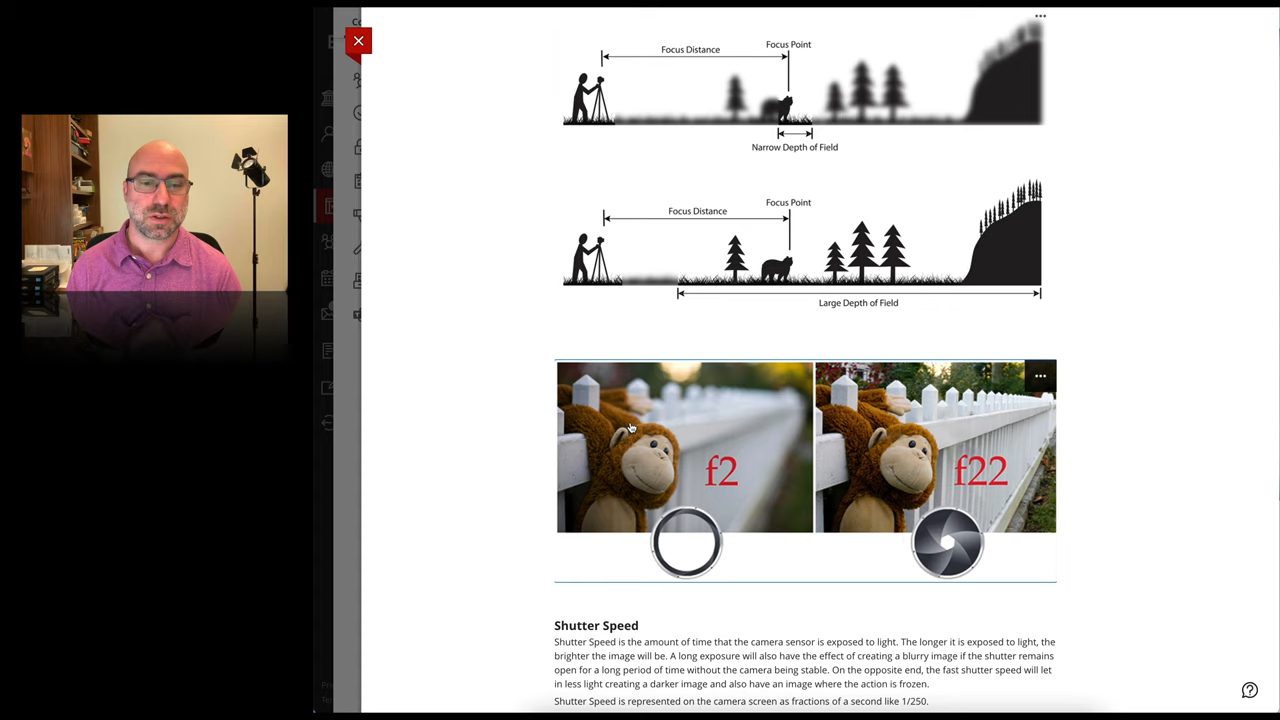 Focus Distance
Focus Point
Narrow Depth of Field
Focus Distance
Focus Point
Large Depth of Field
f2
f22
Shutter Speed
Shutter Speed is the amount of time that the camera sensor is exposed to light. The longer it is exposed to light, the
brighter the image will be. A long exposure will also have the effect of creating a blurry image if the shutter remains
open for a long period of time without the camera being stable. On the opposite end, the fast shutter speed will let
in less light creating a darker image and also have an image where the action is frozen.
Shutter Speed is represented on the camera screen as fractions of a second like 1/250.